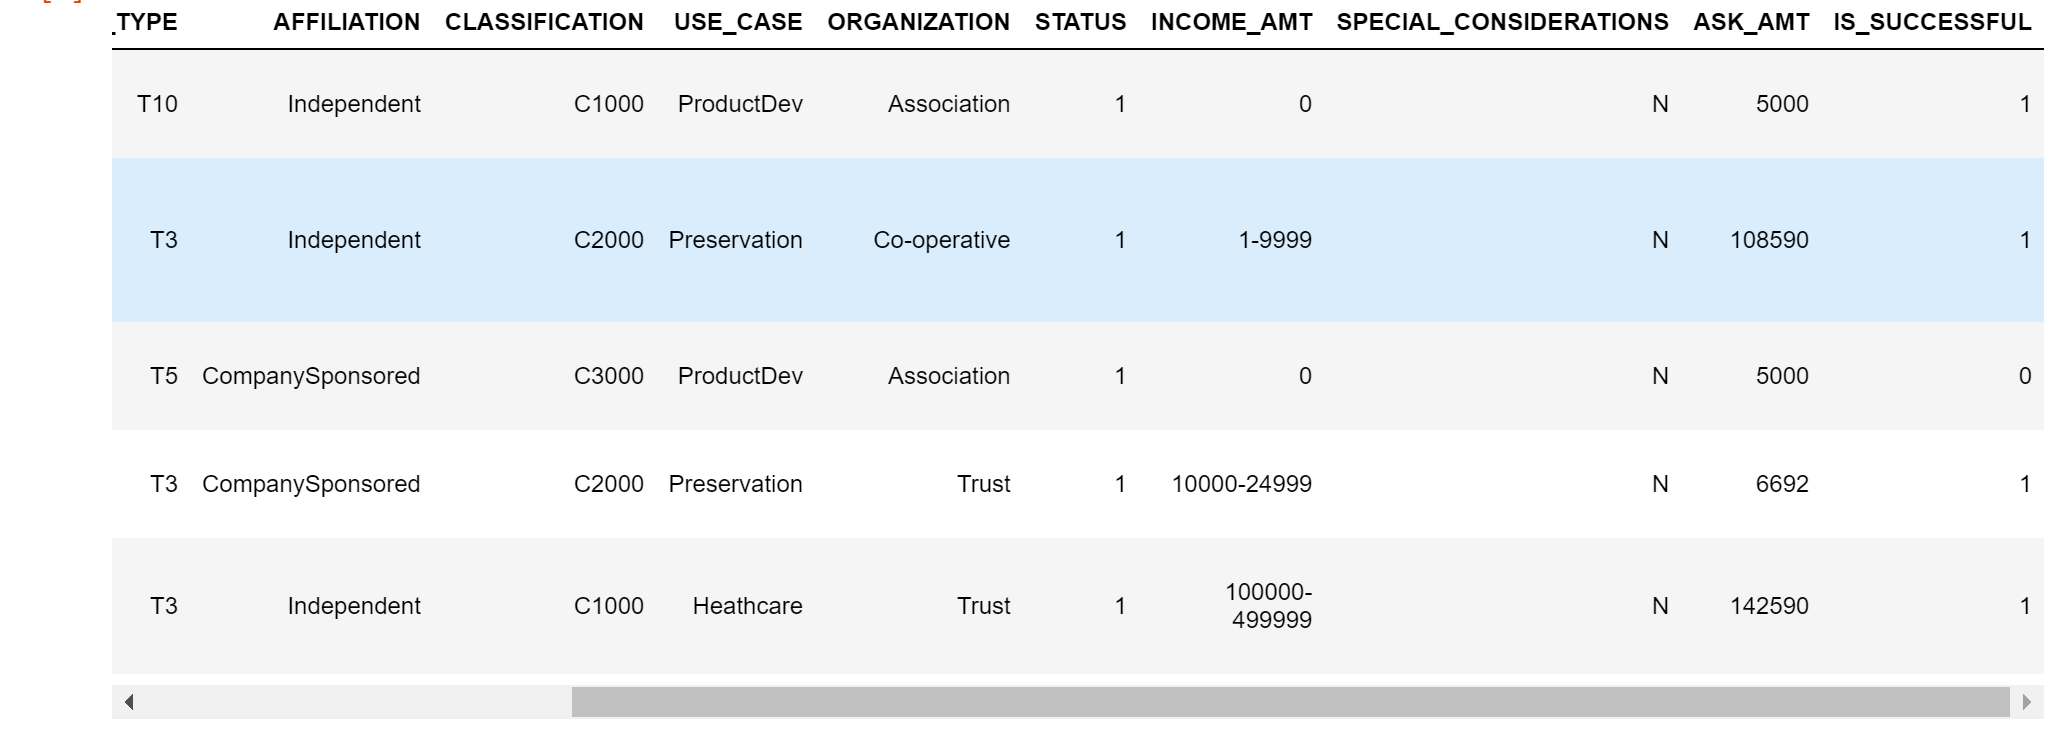 _TYPE AFFILIATION CLASSIFICATION USE_CASE ORGANIZATION STATUS INCOME_AMT SPECIAL_CONSIDERATIONS ASK_AMT IS_SUCCESSFUL
T10 Independent C1000 ProductDev Association 1 0 N 5000 1
T3 Independent C2000 Preservation Co-operative 1 1-9999 N 108590 1
T5 CompanySponsored C3000 ProductDev Association 1 0 N 5000 0
T3 CompanySponsored C2000 Preservation Trust 1 10000-24999 N 6692 1
T3 Independent C1000 Heathcare Trust 1 100000-
499999 N 142590 1